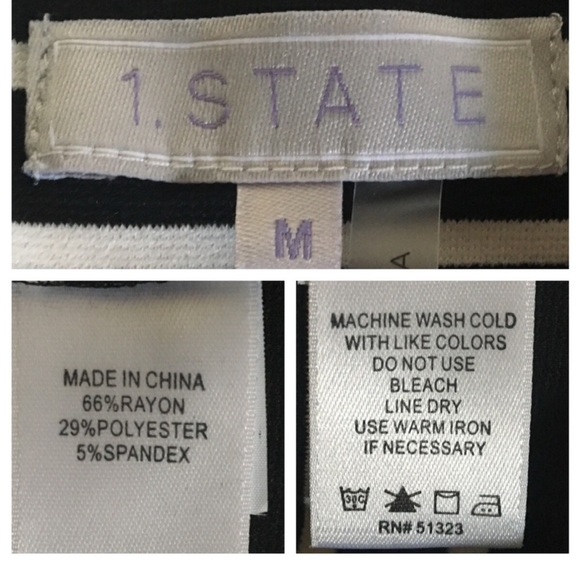 1. STATE
M
A
MADE IN CHINA
66%RAYON
29%POLYESTER
5%SPANDEX
MACHINE WASH COLD
WITH LIKE COLORS
DO NOT USE
BLEACH
LINE DRY
USE WARM IRON
IF NECESSARY
30C
RN# 51323